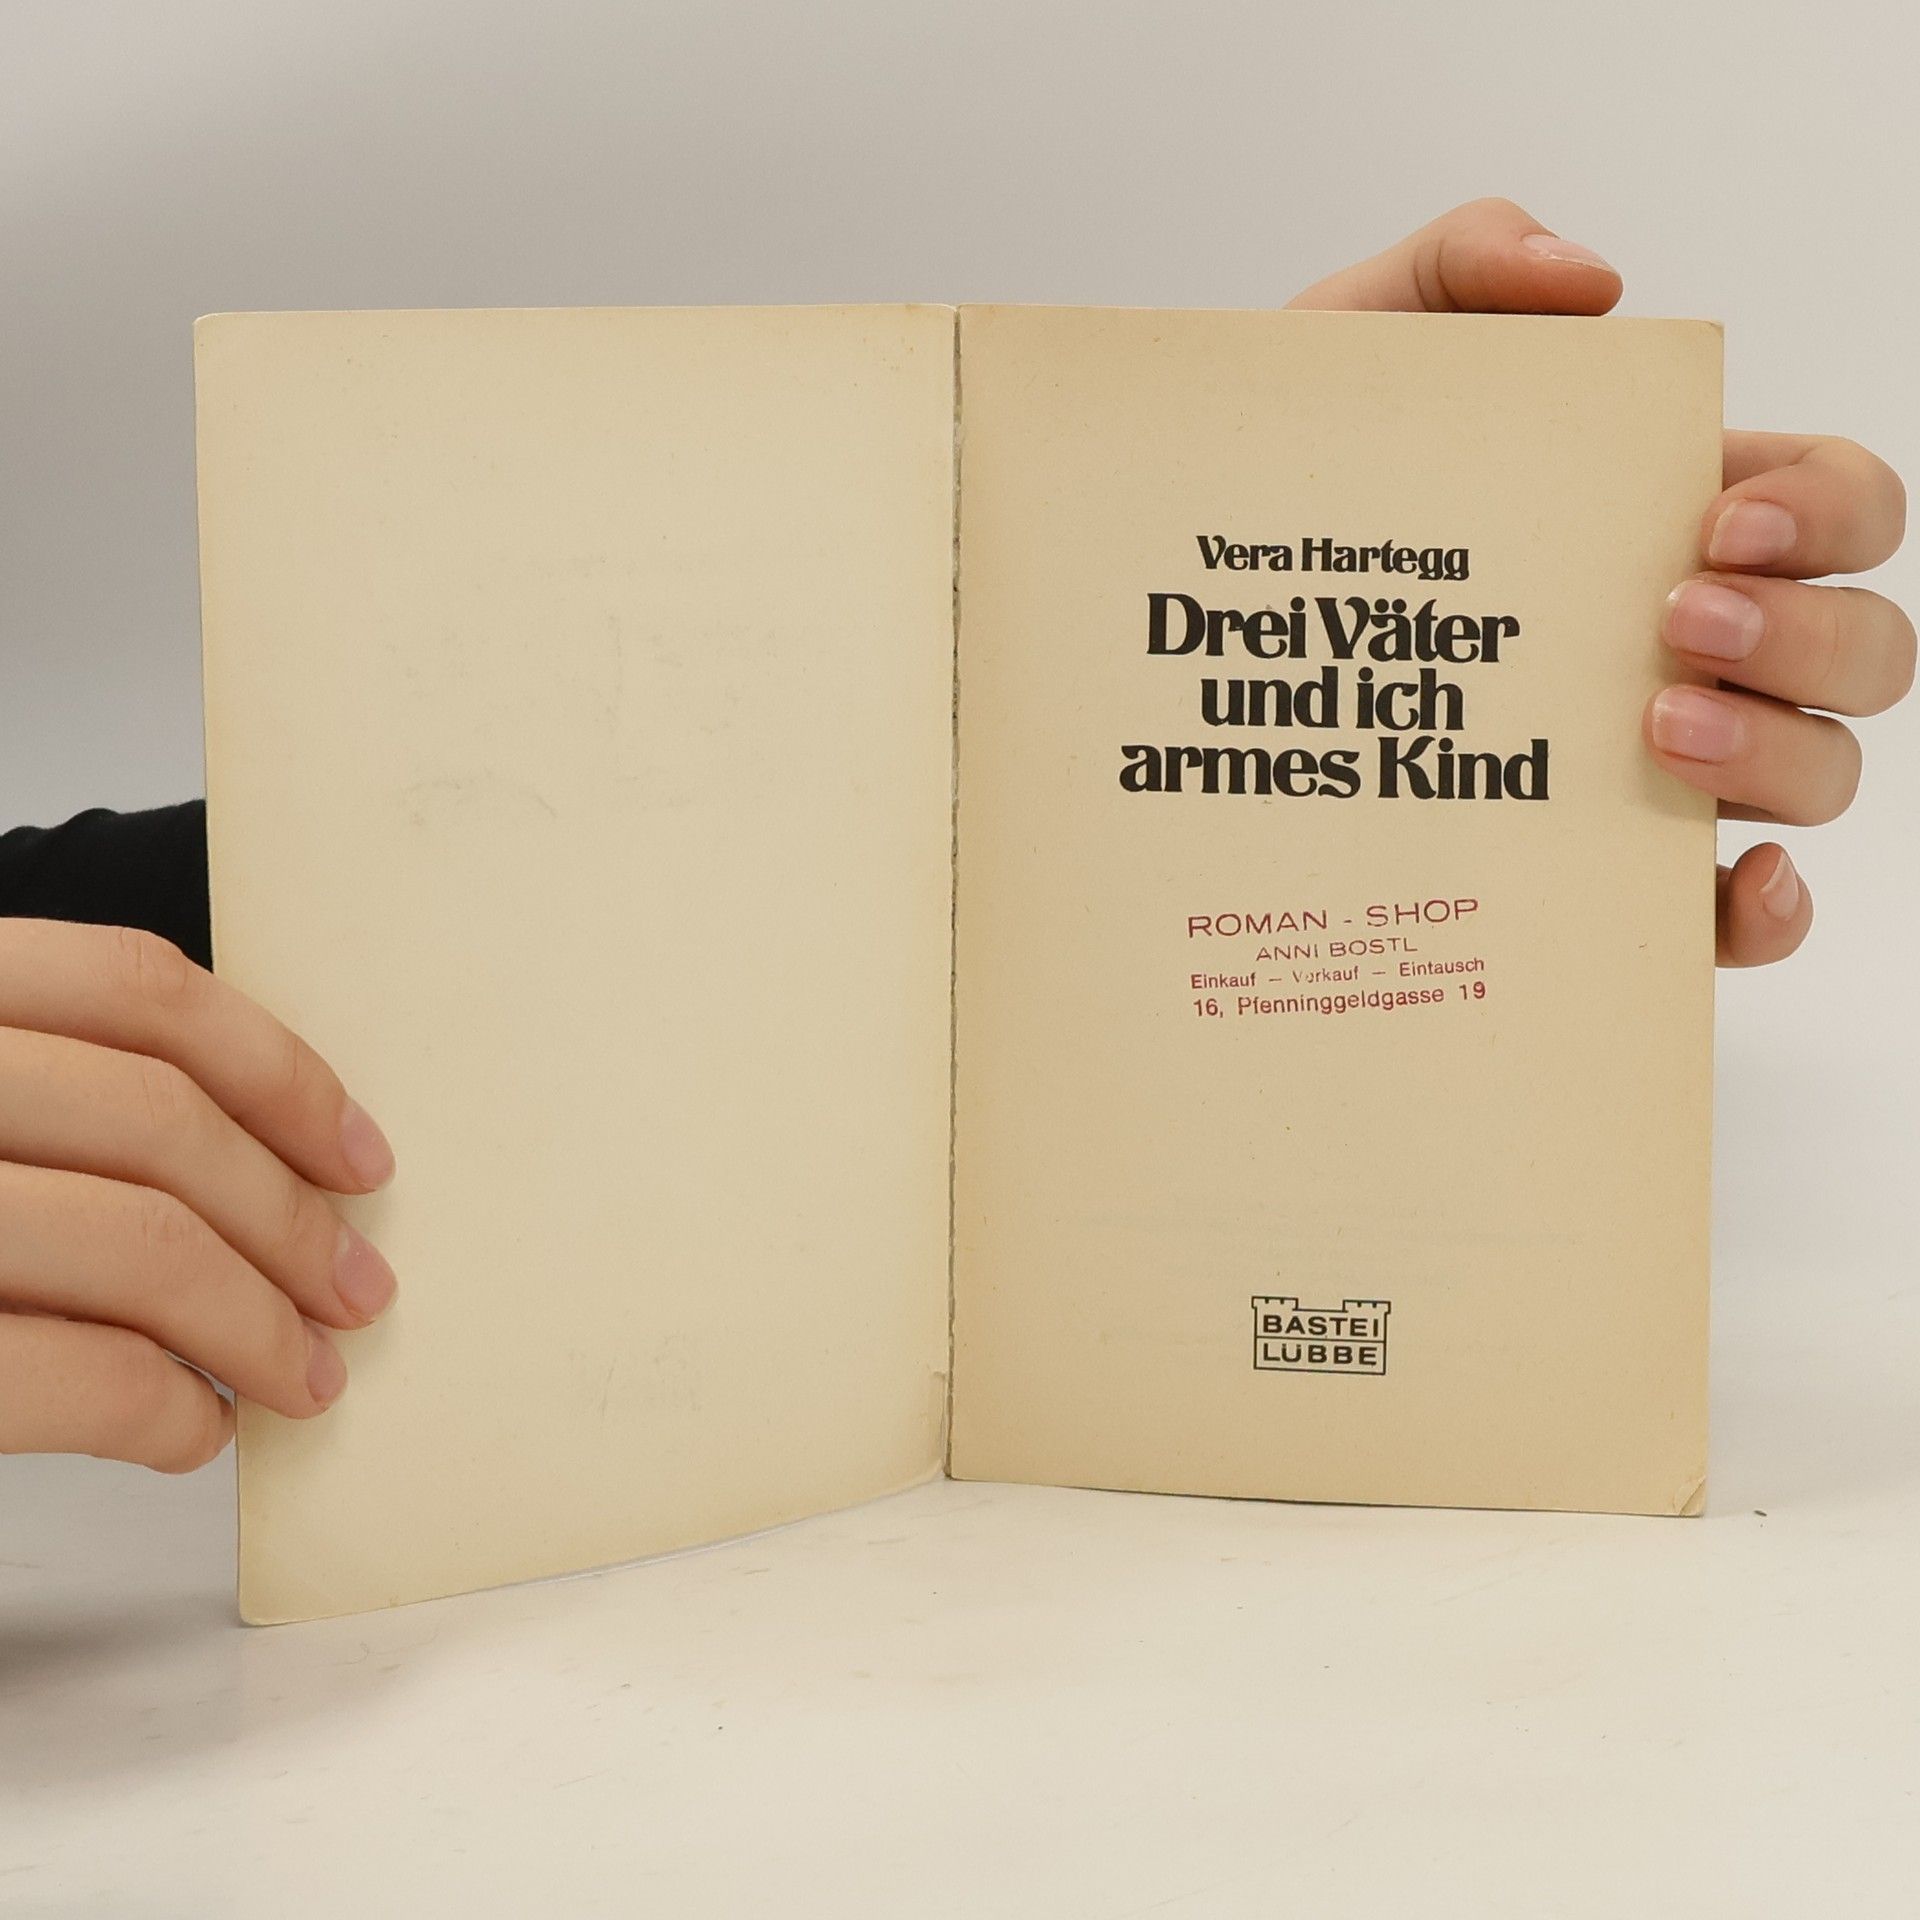 Vera Hartegg
Drei Väter
und ich
armes Kind
ROMAN - SHOP
ANNI BOSTL
Einkauf – Verkauf – Eintausch
16, Pfenninggeldgasse 19
BASTEI
LÜBBE